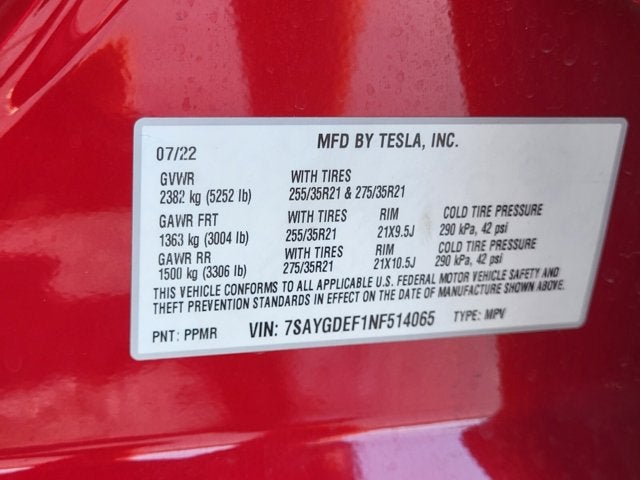 07/22 MFD BY TESLA, INC.
GVWR WITH TIRES
2382 kg (5252 lb) 255/35R21 & 275/35R21
GAWR FRT WITH TIRES RIM COLD TIRE PRESSURE
1363 kg (3004 lb) 255/35R21 21X9.5J 290 kPa, 42 psi
GAWR RR WITH TIRES RIM COLD TIRE PRESSURE
1500 kg (3306 lb) 275/35R21 21X10.5J 290 kPa, 42 psi
THIS VEHICLE CONFORMS TO ALL APPLICABLE U.S. FEDERAL MOTOR VEHICLE SAFETY AND
THEFT PREVENTION STANDARDS IN EFFECT ON THE DATE OF MANUFACTURE SHOWN ABOVE.
PNT: PPMR VIN: 7SAYGDEF1NF514065 TYPE: MPV